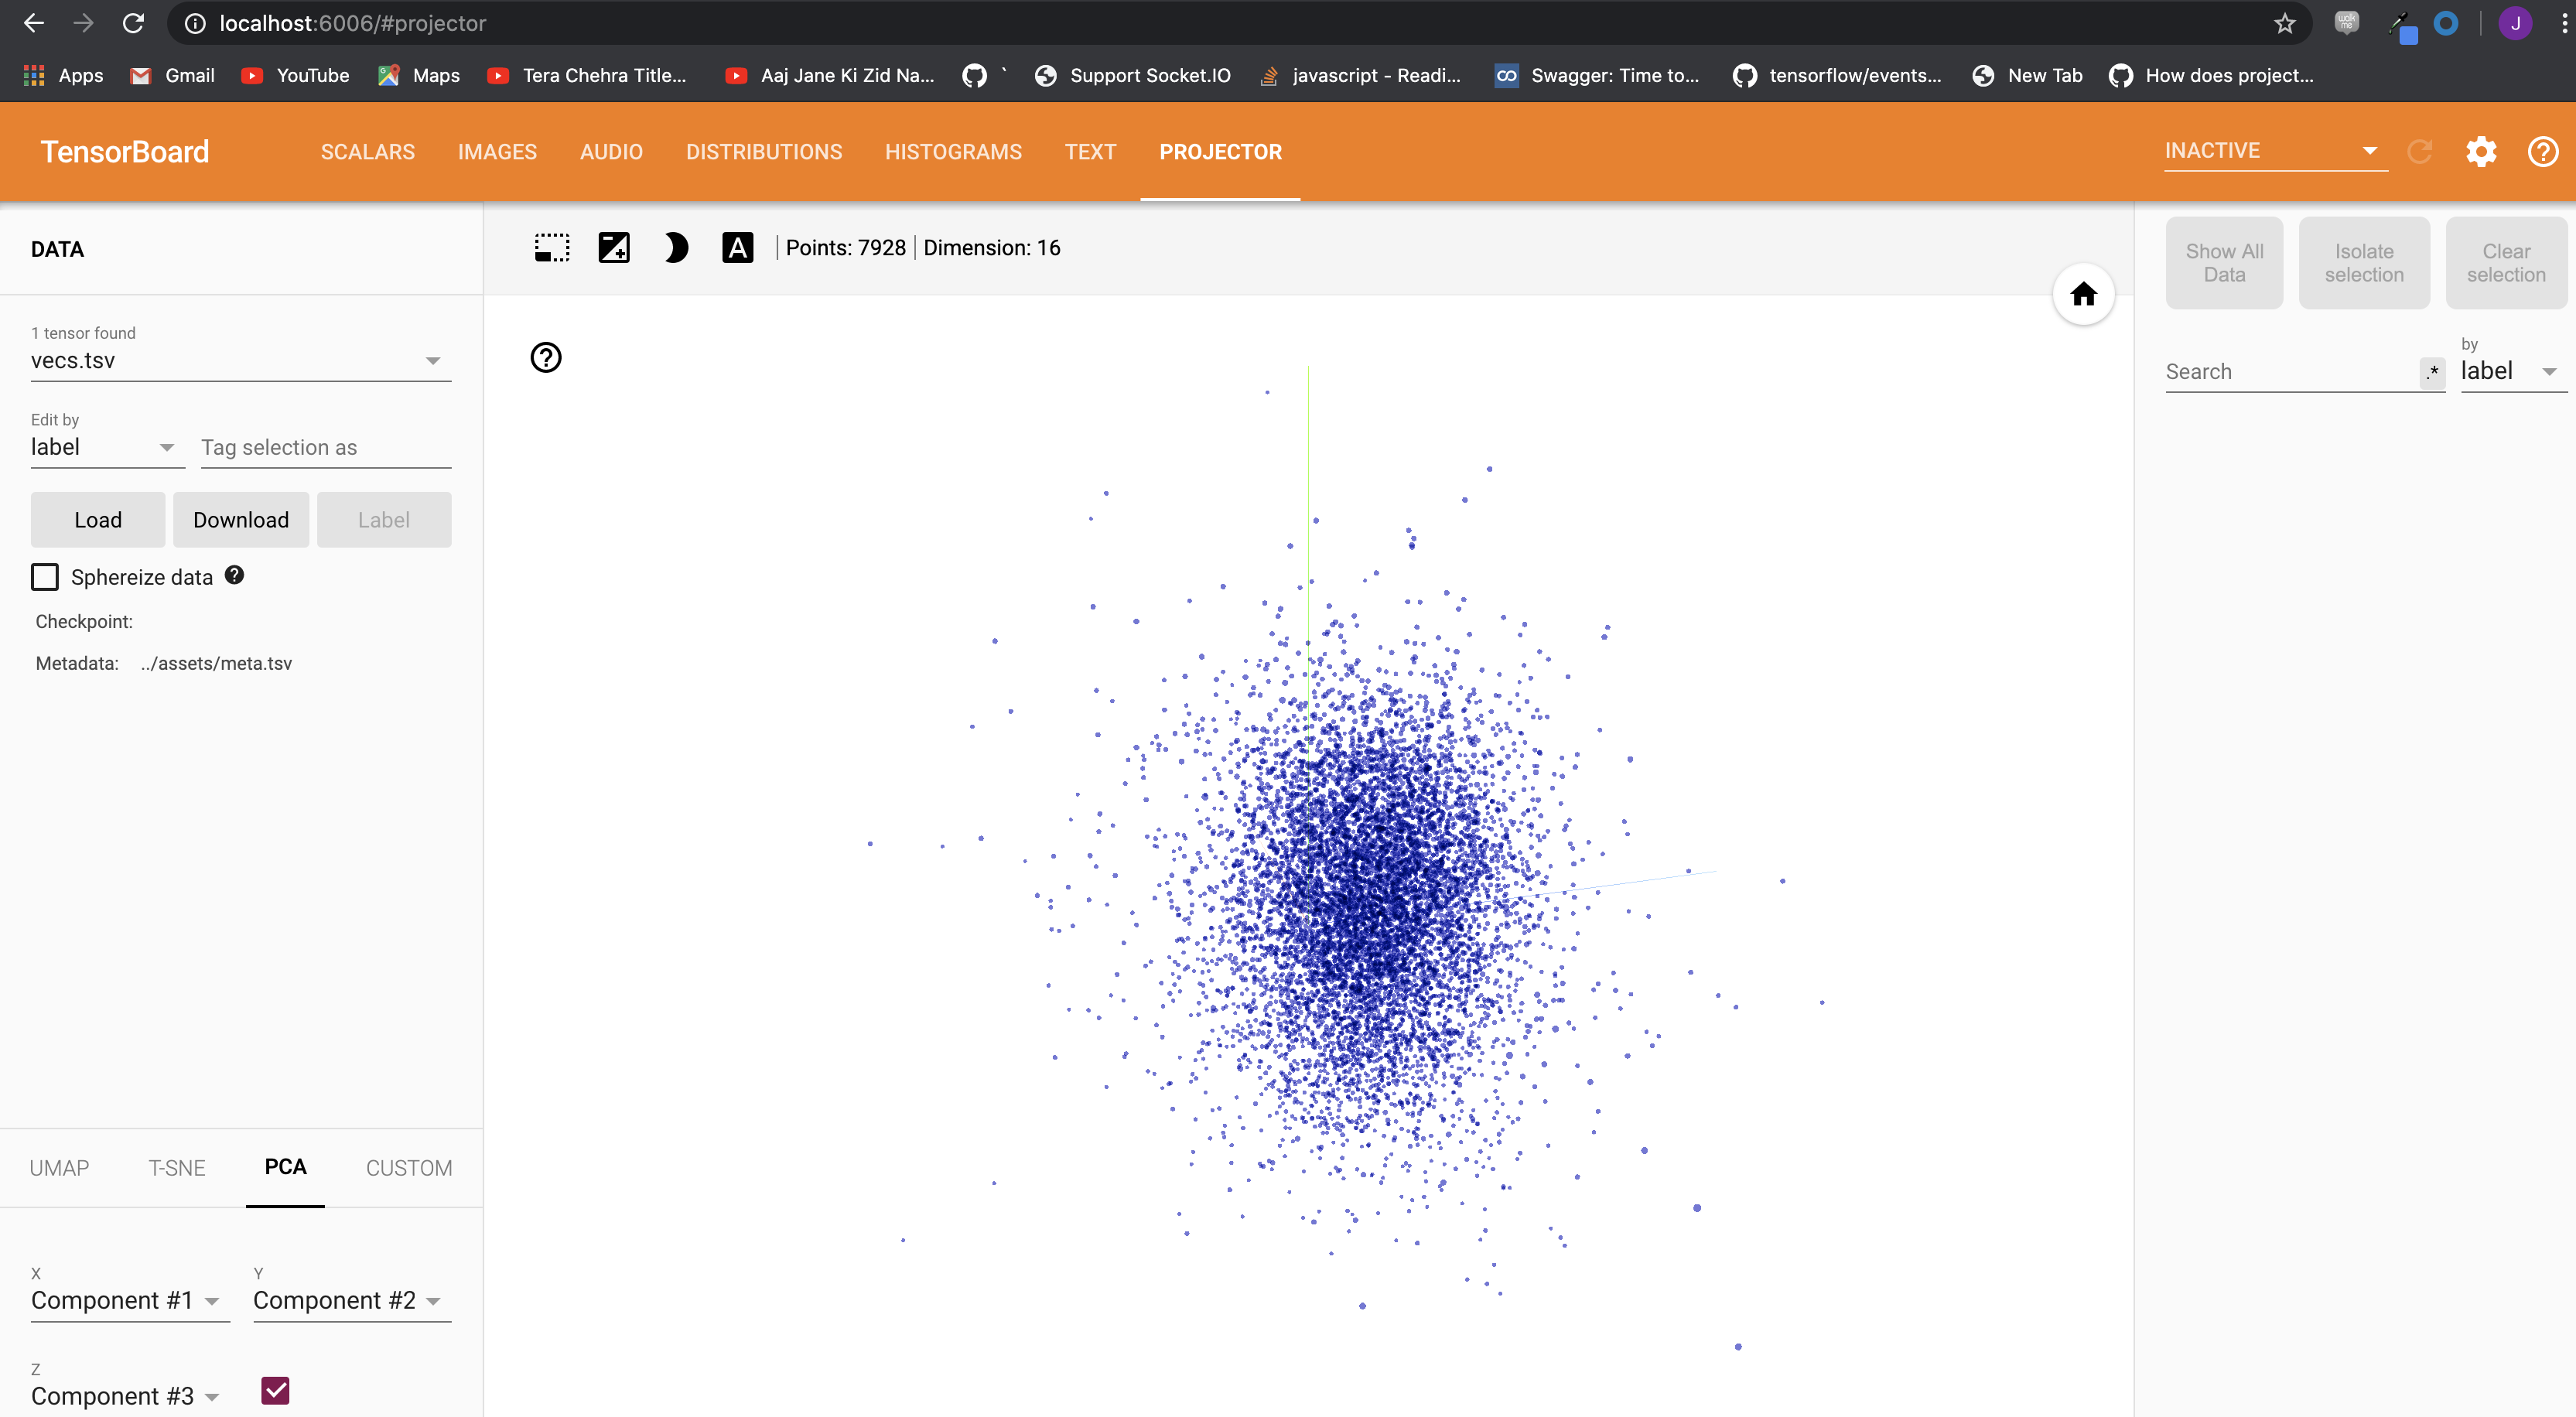 localhost:6006/#projector
walk me
J
Apps Gmail YouTube Maps Tera Chehra Title... Aaj Jane Ki Zid Na... ` Support Socket.IO javascript - Readi... Swagger: Time to... tensorflow/events... New Tab How does project...
TensorBoard SCALARS IMAGES AUDIO DISTRIBUTIONS HISTOGRAMS TEXT PROJECTOR INACTIVE
DATA
A Points: 7928 Dimension: 16
Show All Data
Isolate selection
Clear selection
1 tensor found
vecs.tsv
by
Search .* label
Edit by
label Tag selection as
Load Download Label
Sphereize data
Checkpoint:
Metadata: ../assets/meta.tsv
UMAP T-SNE PCA CUSTOM
X Y
Component #1 Component #2
Z
Component #3